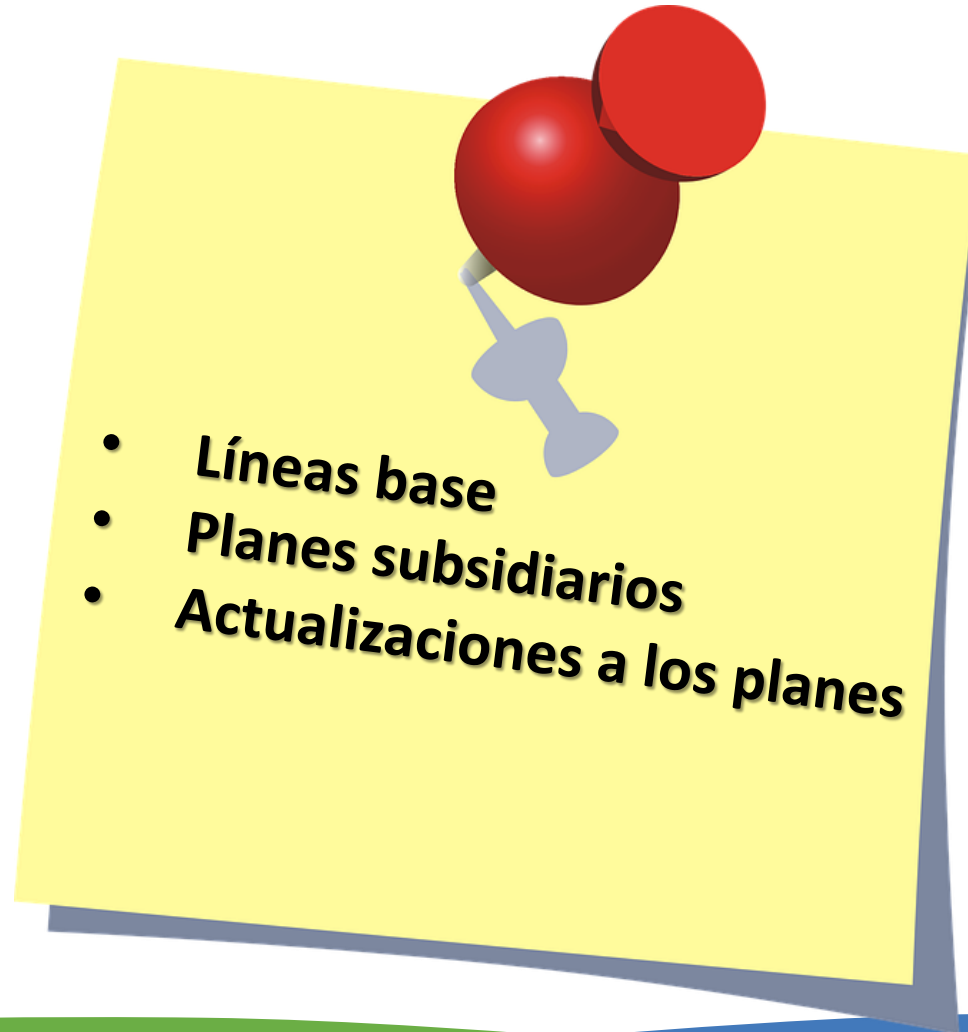 • Líneas base
• Planes subsidiarios
• Actualizaciones a los planes